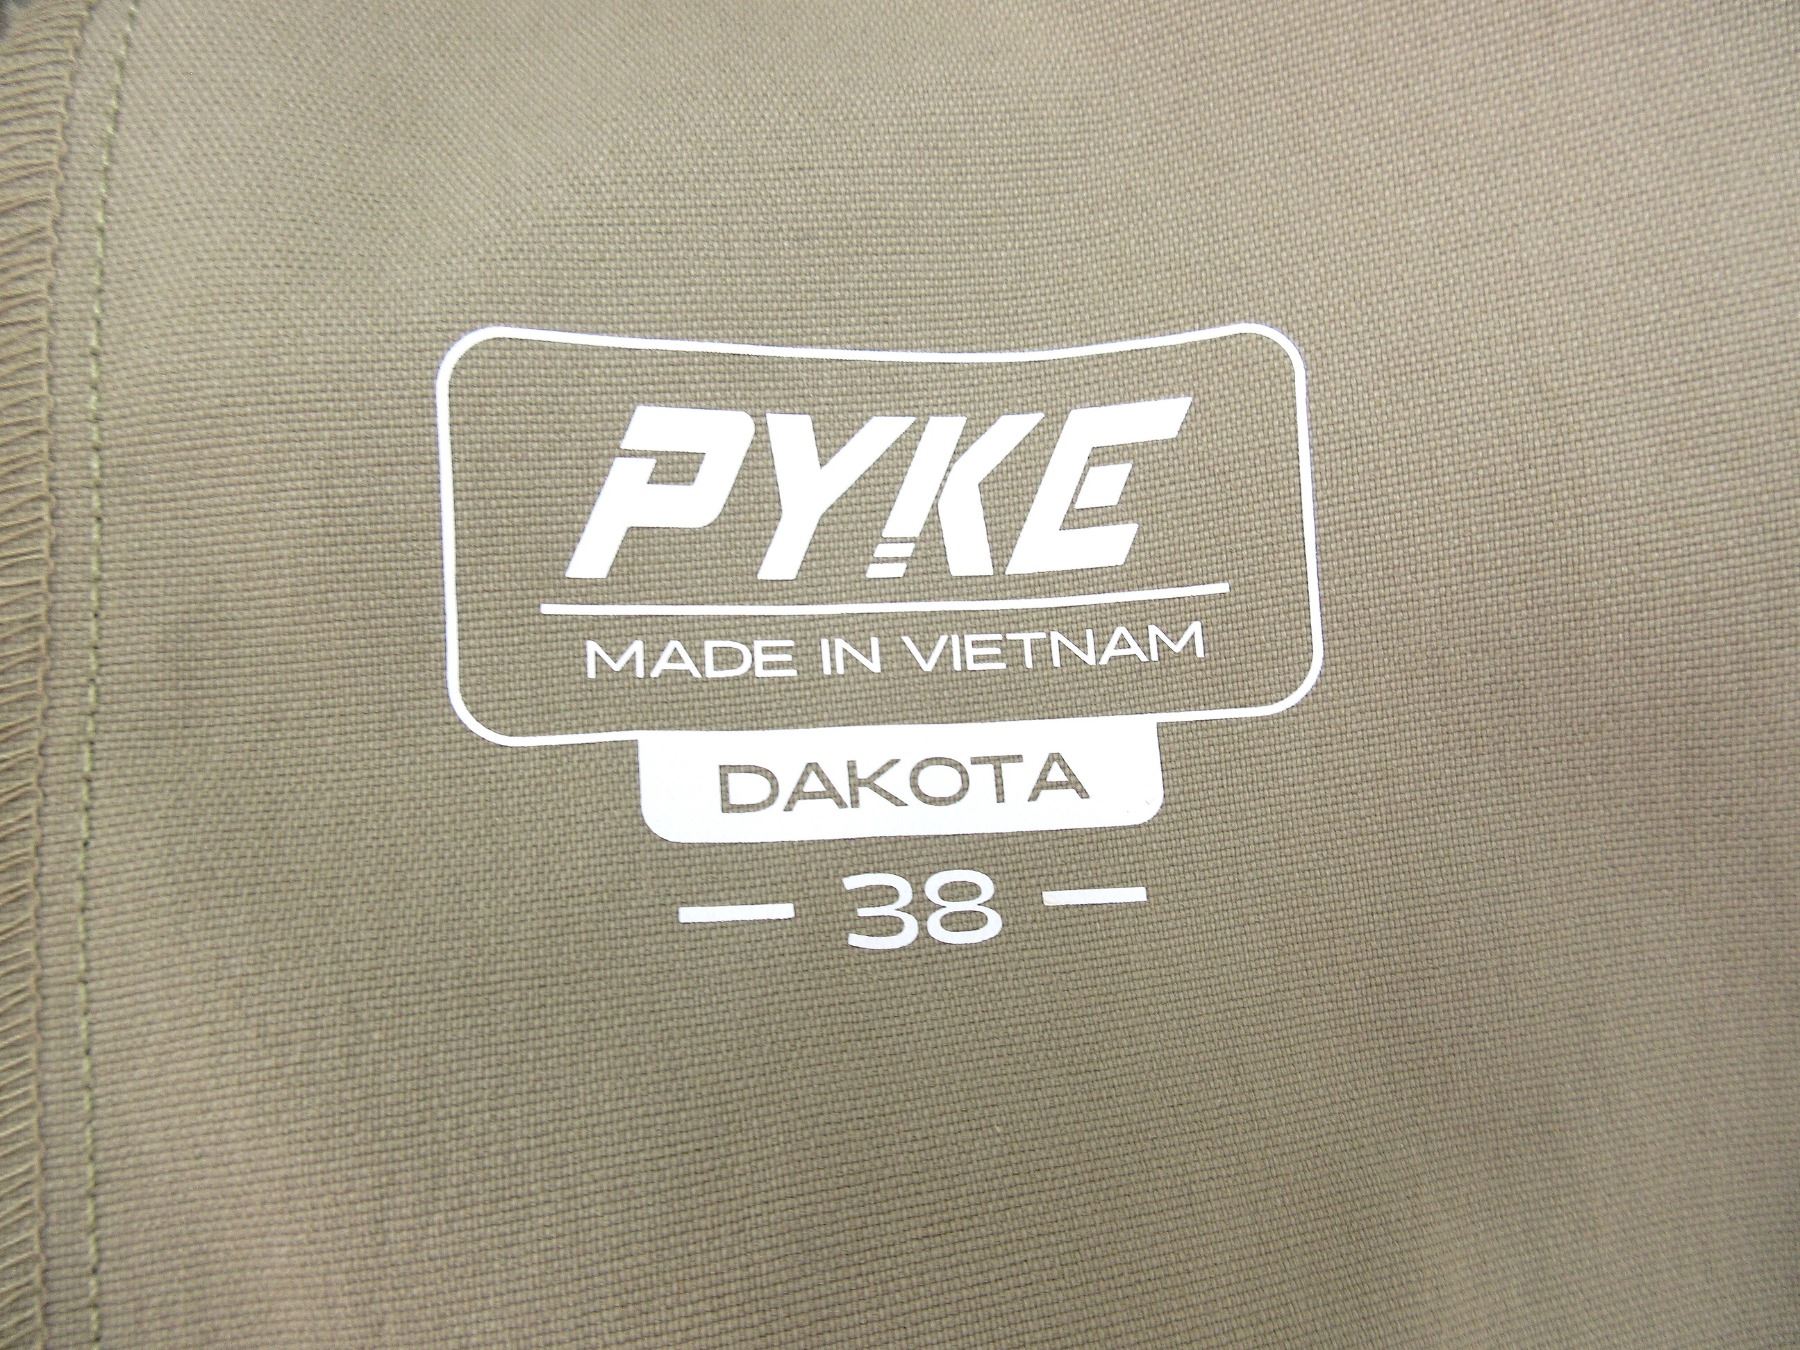 PYKE
MADE IN VIETNAM
DAKOTA
— 38 —